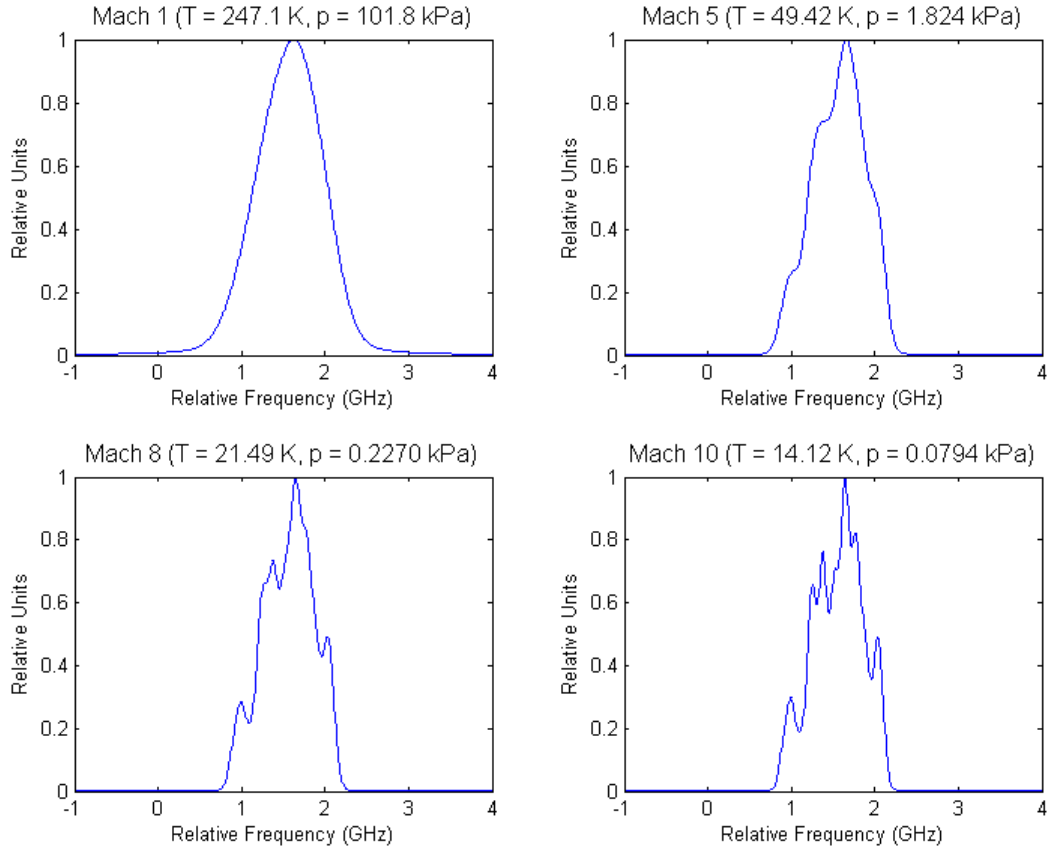 Mach 1 (T = 247.1 K, p = 101.8 kPa)
Relative Units
1
0.8
0.6
0.4
0.2
0
-1 0 1 2 3 4
Relative Frequency (GHz)
Mach 5 (T = 49.42 K, p = 1.824 kPa)
Relative Units
1
0.8
0.6
0.4
0.2
0
-1 0 1 2 3 4
Relative Frequency (GHz)
Mach 8 (T = 21.49 K, p = 0.2270 kPa)
Relative Units
1
0.8
0.6
0.4
0.2
0
-1 0 1 2 3 4
Relative Frequency (GHz)
Mach 10 (T = 14.12 K, p = 0.0794 kPa)
Relative Units
1
0.8
0.6
0.4
0.2
0
-1 0 1 2 3 4
Relative Frequency (GHz)